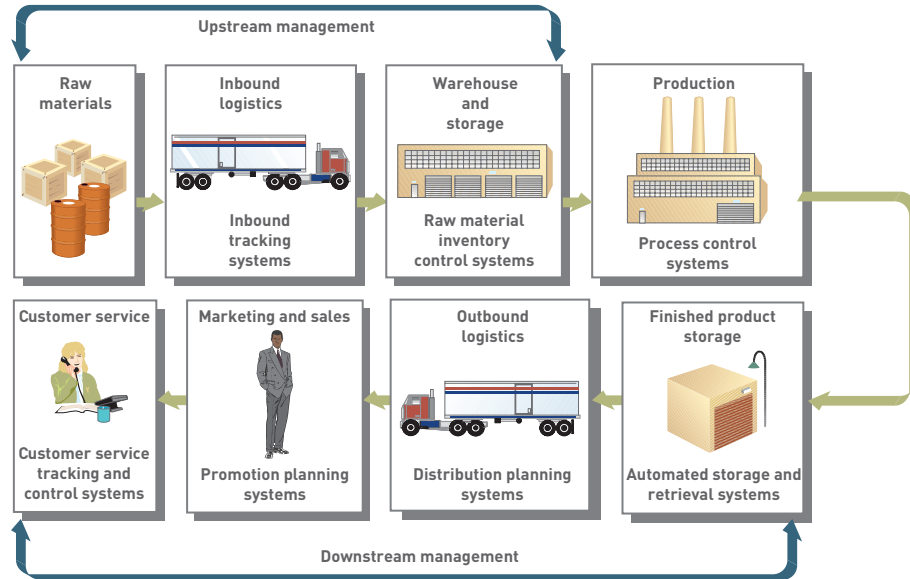 Upstream management
Raw
materials
Inbound
logistics
Inbound
tracking
systems
Warehouse
and
storage
Raw material
inventory
control systems
Production
Process control
systems
Customer service
Customer service
tracking and
control systems
Marketing and sales
Promotion planning
systems
Outbound
logistics
Distribution planning
systems
Finished product
storage
Automated storage and
retrieval systems
Downstream management